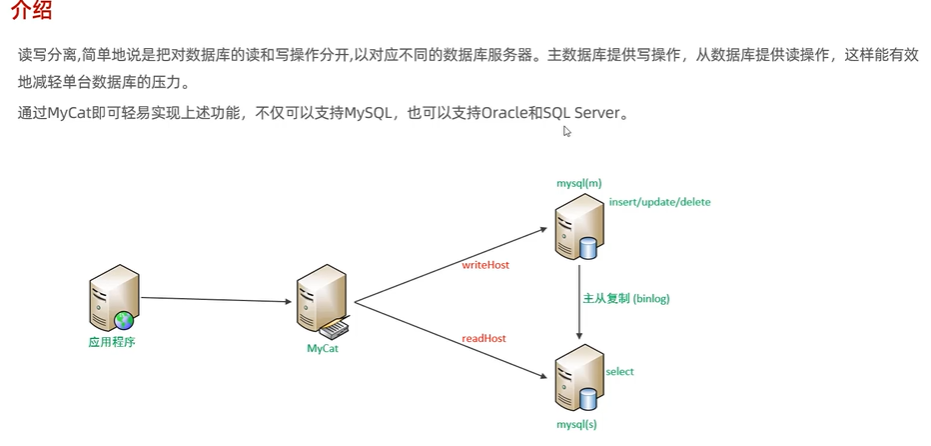 介绍
读写分离,简单地说是把对数据库的读和写操作分开,以对应不同的数据库服务器。主数据库提供写操作，从数据库提供读操作，这样能有效
地减轻单台数据库的压力。
通过MyCat即可轻易实现上述功能，不仅可以支持MySQL，也可以支持Oracle和SQL Server。
mysql(m)
insert/update/delete
writeHost
主从复制 (binlog)
应用程序
MyCat
readHost
select
mysql(s)